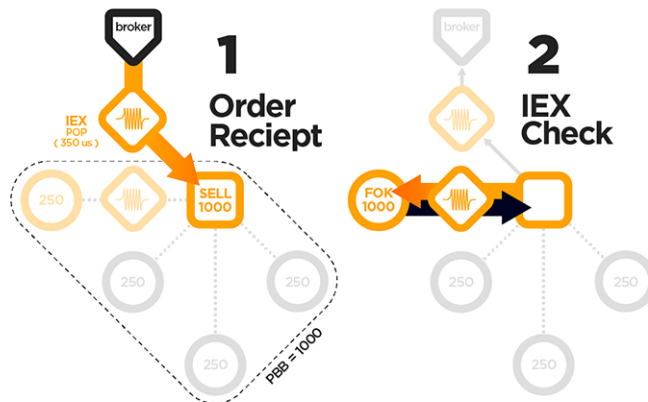 broker
1
Order
Reciept
IEX
POP
( 350 us )
250
SELL
1000
250
250
250
PBB = 1000
broker
2
IEX
Check
FOK
1000
250
250
250